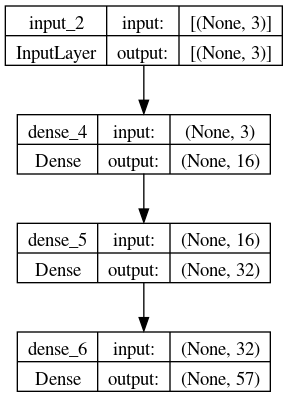 input_2 input: [(None, 3)]
InputLayer output: [(None, 3)]
dense_4 input: (None, 3)
Dense output: (None, 16)
dense_5 input: (None, 16)
Dense output: (None, 32)
dense_6 input: (None, 32)
Dense output: (None, 57)